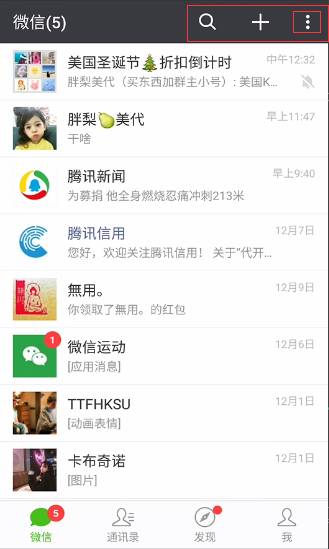 微信(5)
美国圣诞节🎄折扣倒计时
中午12:32
胖梨美代（买东西加群主小号）: 美国K...
胖梨🍐美代
早上11:47
干啥
腾讯新闻
早上9:40
为募捐 他全身燃烧忍痛冲刺213米
腾讯信用
12月7日
您好，欢迎关注腾讯信用！ 关于“代开...
無用。
12月9日
你领取了無用。的红包
1
微信运动
12月6日
[应用消息]
TTFHKSU
12月1日
[动画表情]
卡布奇诺
12月1日
[图片]
5
微信
通讯录
发现
我